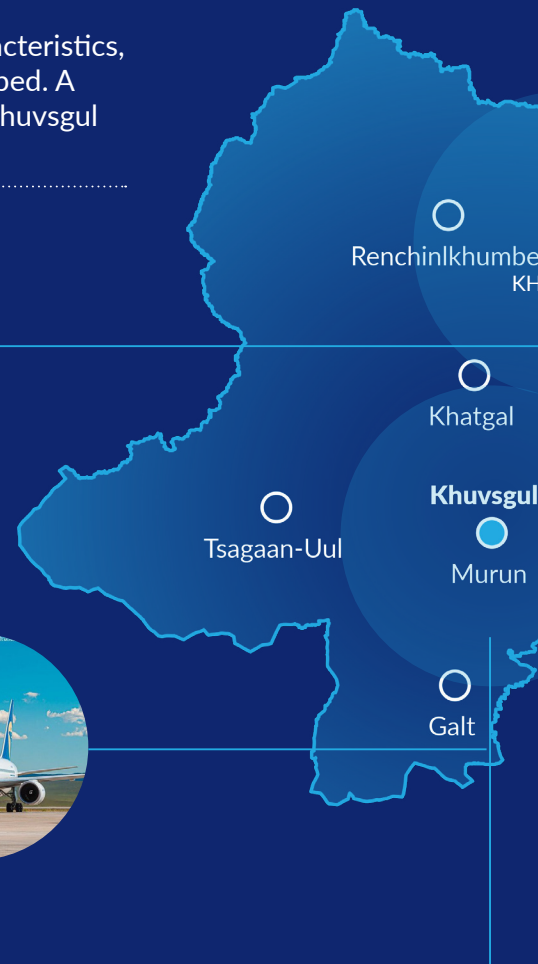 acteristics,
ped. A
huvsgul
Renchinlkhumbe
KH
Khatgal
Khuvsgul
Tsagaan-Uul
Murun
Galt